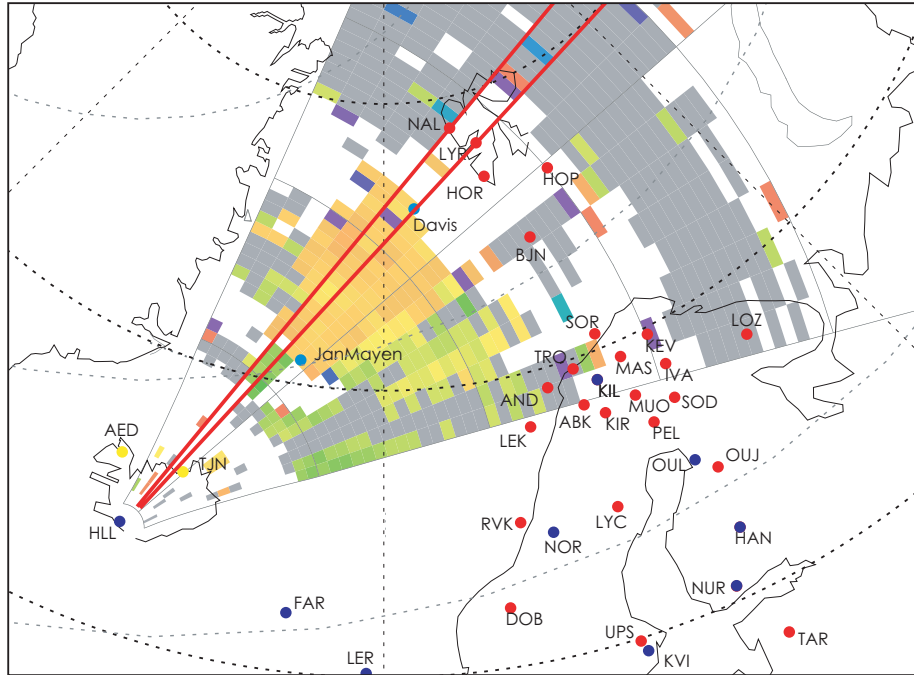 NAL
LYR
HOR
HOP
Davis
BJN
SOR
LOZ
KEV
JanMayen
TRO
MAS
IVA
AND
KIL
ABK
KIR
MUO
SOD
LEK
PEL
AED
TJN
OUL
OUJ
HLL
RVK
LYC
NOR
HAN
NUR
FAR
DOB
UPS
TAR
LER
KVI